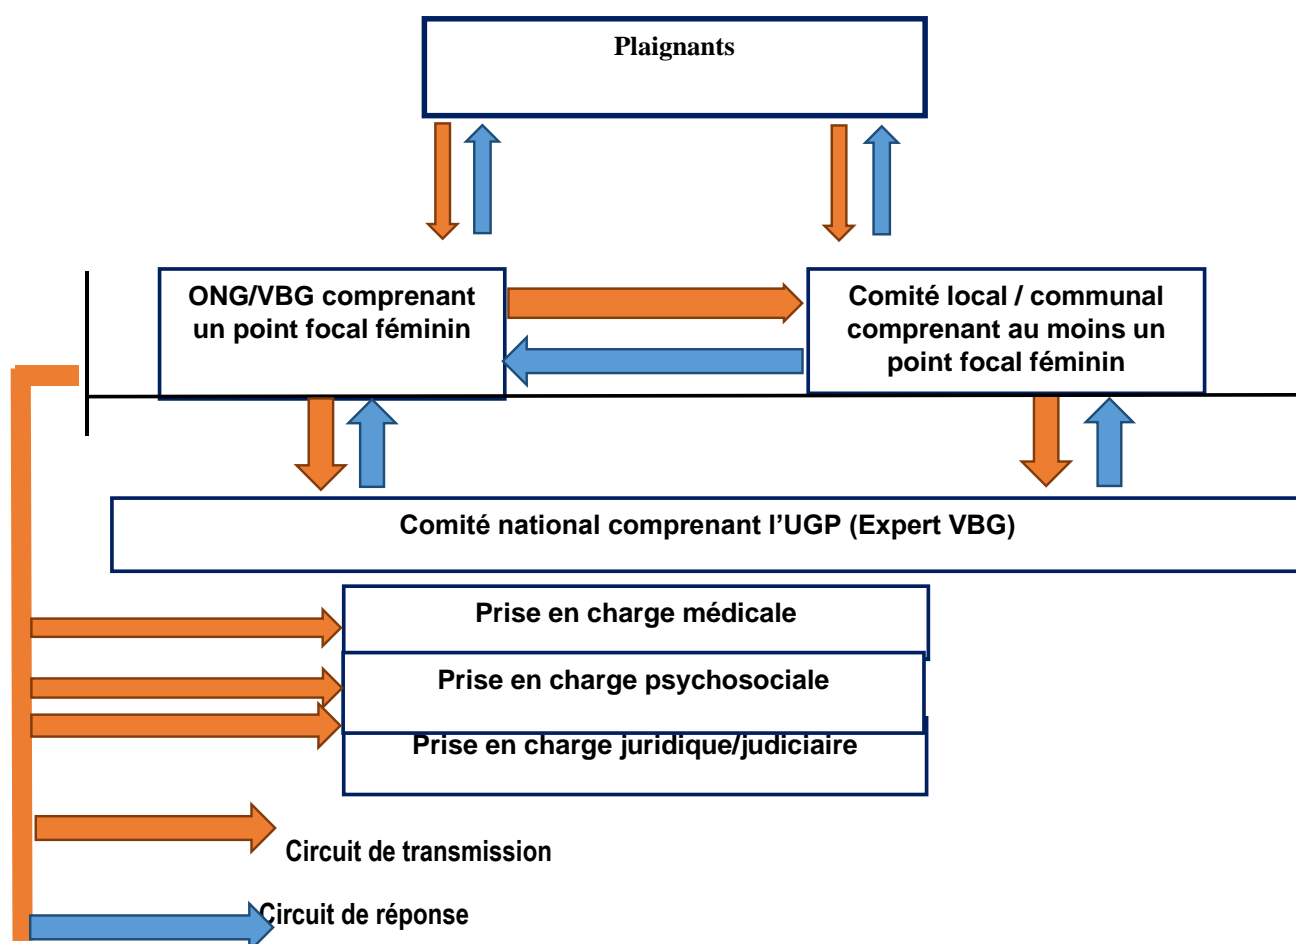 Plaignants
ONG/VBG comprenant
un point focal féminin
Comité local / communal
comprenant au moins un
point focal féminin
Comité national comprenant l’UGP (Expert VBG)
Prise en charge médicale
Prise en charge psychosociale
Prise en charge juridique/judiciaire
Circuit de transmission
Circuit de réponse